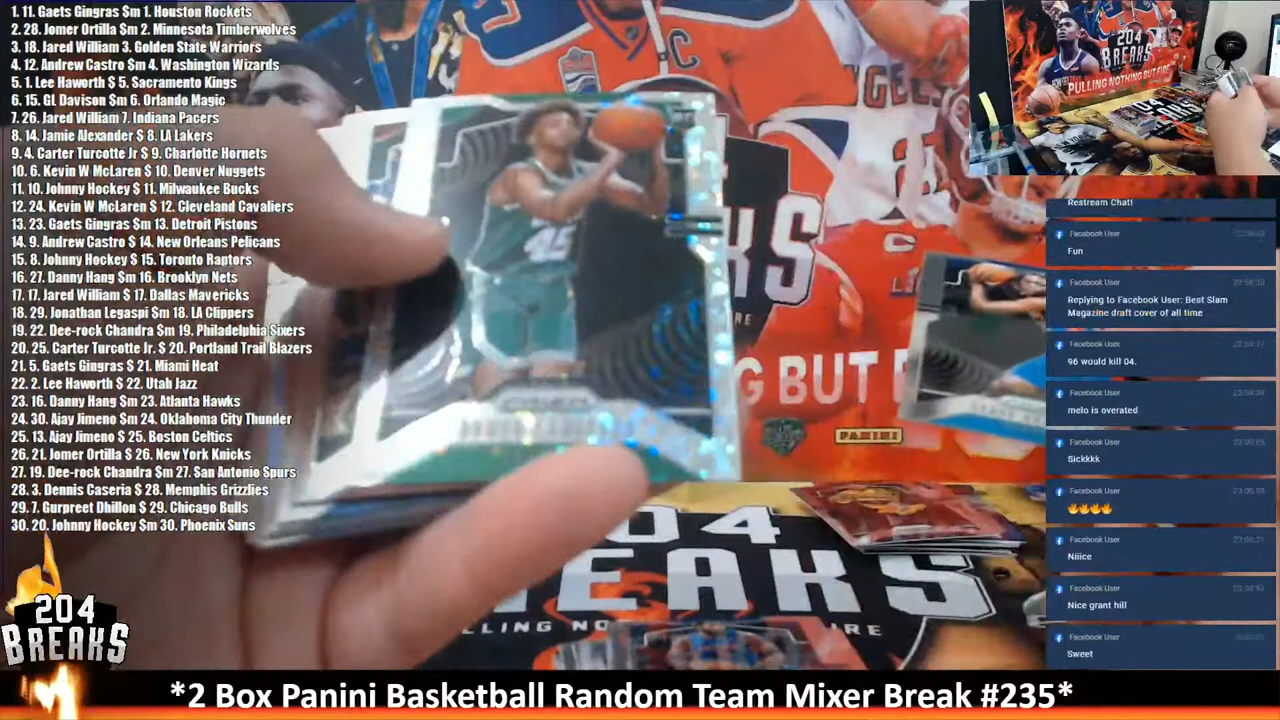 1. 11. Gaets Gingras $m 1. Houston Rockets
2. 28. Jomer Ortilla $m 2. Minnesota Timberwolves
3. 18. Jared William 3. Golden State Warriors
4. 12. Andrew Castro $m 4. Washington Wizards
5. 1. Lee Haworth $ 5. Sacramento Kings
6. 15. GL Davison $m 6. Orlando Magic
7. 26. Jared William 7. Indiana Pacers
8. 14. Jamie Alexander $ 8. LA Lakers
9. 4. Carter Turcotte Jr $ 9. Charlotte Hornets
10. 6. Kevin W McLaren $ 10. Denver Nuggets
11. 10. Johnny Hockey $ 11. Milwaukee Bucks
12. 24. Kevin W McLaren $ 12. Cleveland Cavaliers
13. 23. Gaets Gingras $m 13. Detroit Pistons
14. 9. Andrew Castro $ 14. New Orleans Pelicans
15. 8. Johnny Hockey $ 15. Toronto Raptors
16. 27. Danny Hang $m 16. Brooklyn Nets
17. 17. Jared William $ 17. Dallas Mavericks
18. 29. Jonathan Legaspi $m 18. LA Clippers
19. 22. Dee-rock Chandra $m 19. Philadelphia Sixers
20. 25. Carter Turcotte Jr. $ 20. Portland Trail Blazers
21. 5. Gaets Gingras $ 21. Miami Heat
22. 2. Lee Haworth $ 22. Utah Jazz
23. 16. Danny Hang $m 23. Atlanta Hawks
24. 30. Ajay Jimeno $m 24. Oklahoma City Thunder
25. 13. Ajay Jimeno $ 25. Boston Celtics
26. 21. Jomer Ortilla $ 26. New York Knicks
27. 19. Dee-rock Chandra $m 27. San Antonio Spurs
28. 3. Dennis Caseria $ 28. Memphis Grizzlies
29. 7. Gurpreet Dhillon $ 29. Chicago Bulls
30. 20. Johnny Hockey $m 30. Phoenix Suns
204
BREAKS
45
C
C
KS
RE
G BUT
PANINI
204
EAKS
LLING NO
IRE
204
BREAKS
PULLING NOTHING BUT FIRE
204
Restream Chat!
Facebook User
Fun
Facebook User
Replying to Facebook User: Best Slam
Magazine draft cover of all time
Facebook User
96 would kill 04.
Facebook User
melo is overated
Facebook User
Sickkkk
Facebook User
🔥🔥🔥🔥
Facebook User
Niiice
Facebook User
Nice grant hill
Facebook User
Sweet
*2 Box Panini Basketball Random Team Mixer Break #235*